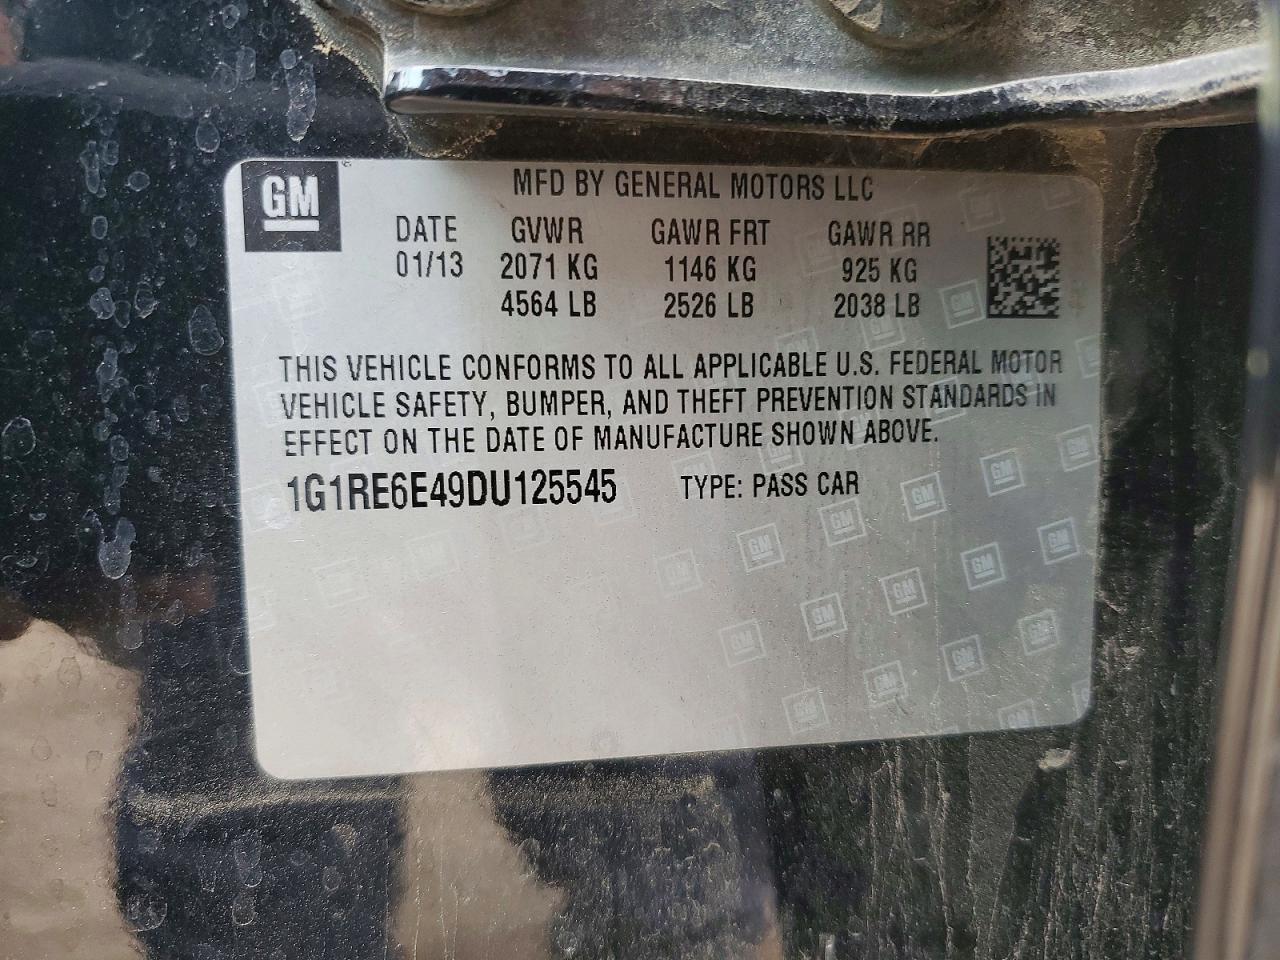 GM
MFD BY GENERAL MOTORS LLC
DATE GVWR GAWR FRT GAWR RR
01/13 2071 KG 1146 KG 925 KG
4564 LB 2526 LB 2038 LB
THIS VEHICLE CONFORMS TO ALL APPLICABLE U.S. FEDERAL MOTOR
VEHICLE SAFETY, BUMPER, AND THEFT PREVENTION STANDARDS IN
EFFECT ON THE DATE OF MANUFACTURE SHOWN ABOVE.
1G1RE6E49DU125545 TYPE: PASS CAR